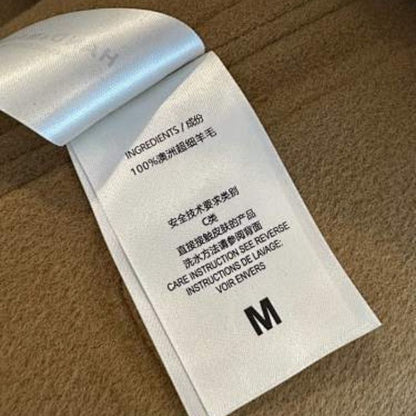 INGREDIENTS / 成份
100%澳洲超细羊毛
安全技术要求类别
C类
直接接触皮肤的产品
洗水方法请参阅背面
CARE INSTRUCTION SEE REVERSE
INSTRUCTIONS DE LAVAGE:
VOIR ENVERS
M